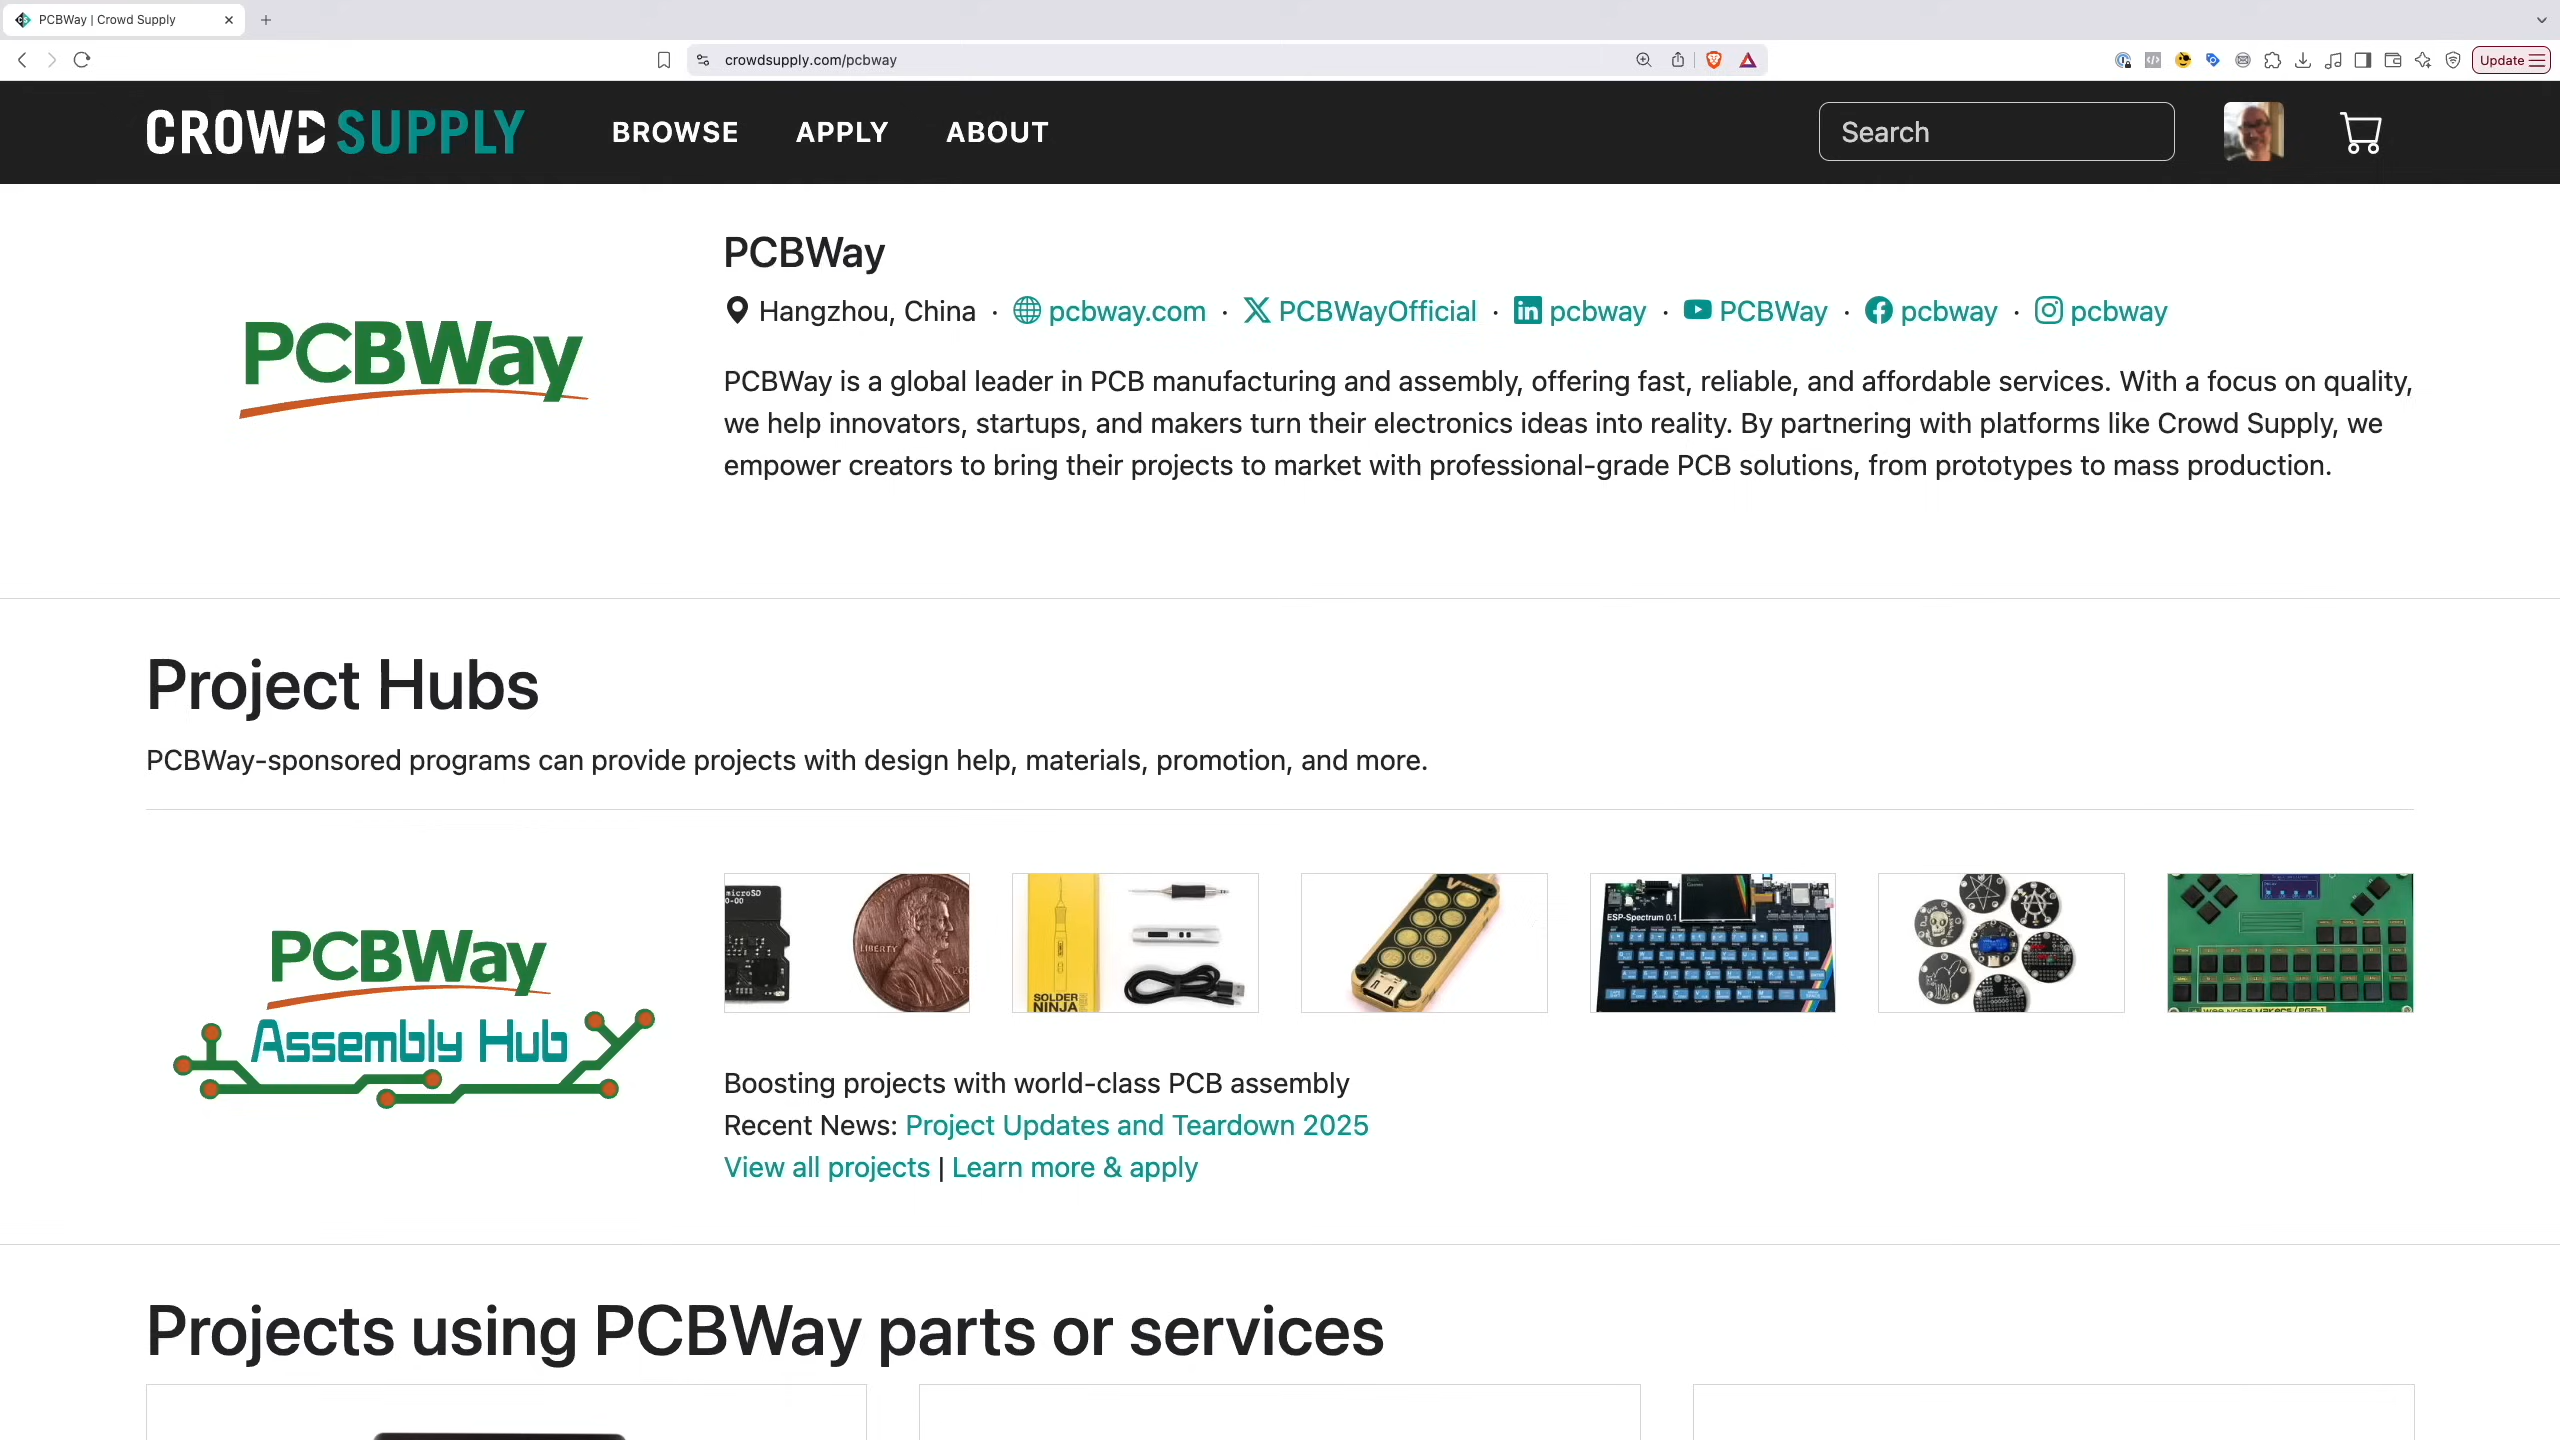 PCBWay | Crowd Supply
crowdsupply.com/pcbway
Update
CROWD SUPPLY
BROWSE
APPLY
ABOUT
Search
PCBWay
PCBWay
Hangzhou, China · pcbway.com · PCBWayOfficial · pcbway · PCBWay · pcbway · pcbway
PCBWay is a global leader in PCB manufacturing and assembly, offering fast, reliable, and affordable services. With a focus on quality,
we help innovators, startups, and makers turn their electronics ideas into reality. By partnering with platforms like Crowd Supply, we
empower creators to bring their projects to market with professional-grade PCB solutions, from prototypes to mass production.
Project Hubs
PCBWay-sponsored programs can provide projects with design help, materials, promotion, and more.
PCBWay
Assembly Hub
microSD
0-00
LIBERTY
SOLDER
NINJA
ESP-Spectrum 0.1
WEE NOISE MAKERS
Boosting projects with world-class PCB assembly
Recent News: Project Updates and Teardown 2025
View all projects | Learn more & apply
Projects using PCBWay parts or services